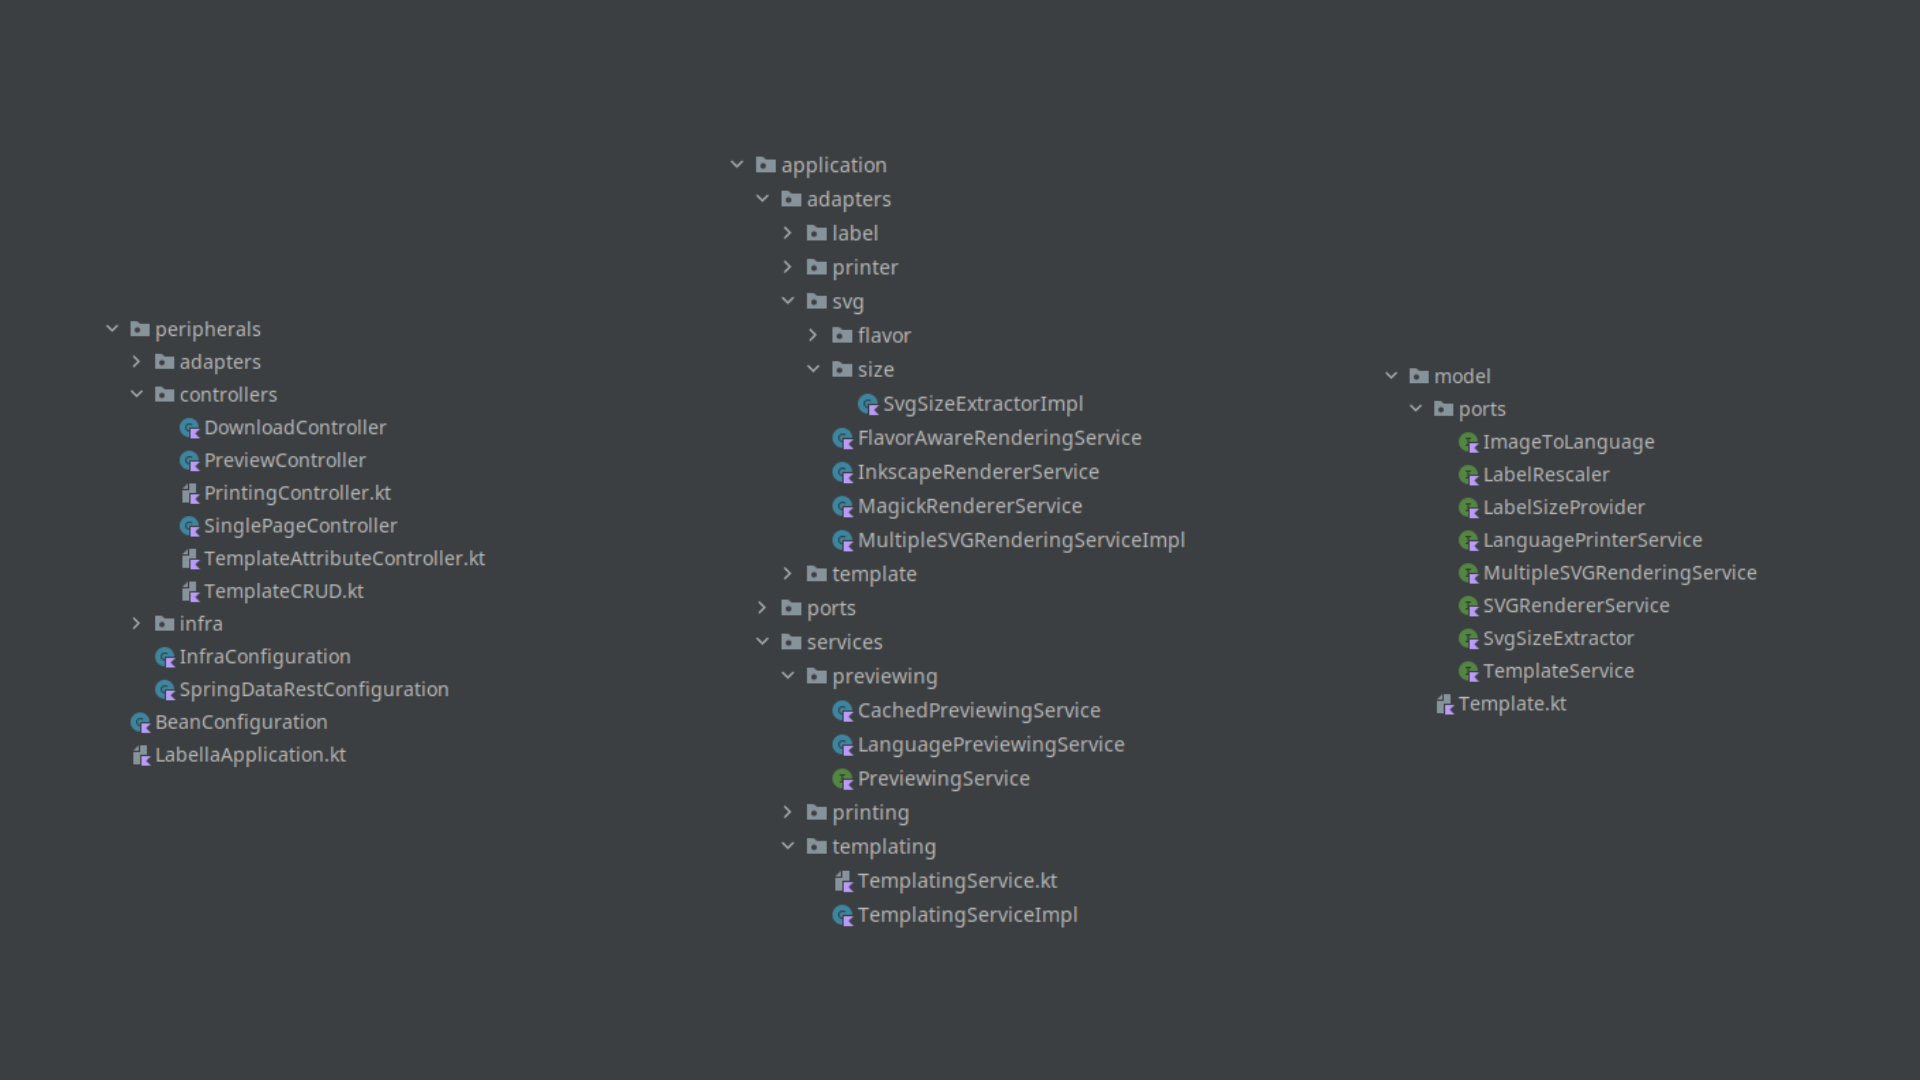 peripherals
adapters
controllers
DownloadController
PreviewController
PrintingController.kt
SinglePageController
TemplateAttributeController.kt
TemplateCRUD.kt
infra
InfraConfiguration
SpringDataRestConfiguration
BeanConfiguration
LabellaApplication.kt
application
adapters
label
printer
svg
flavor
size
SvgSizeExtractorImpl
FlavorAwareRenderingService
InkscapeRendererService
MagickRendererService
MultipleSVGRenderingServiceImpl
template
ports
services
previewing
CachedPreviewingService
LanguagePreviewingService
PreviewingService
printing
templating
TemplatingService.kt
TemplatingServiceImpl
model
ports
ImageToLanguage
LabelRescaler
LabelSizeProvider
LanguagePrinterService
MultipleSVGRenderingService
SVGRendererService
SvgSizeExtractor
TemplateService
Template.kt